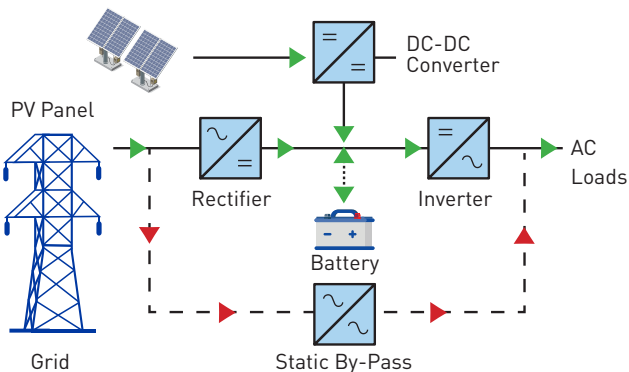 DC-DC
Converter
PV Panel
AC
Loads
Rectifier
Inverter
Battery
Grid
Static By-Pass